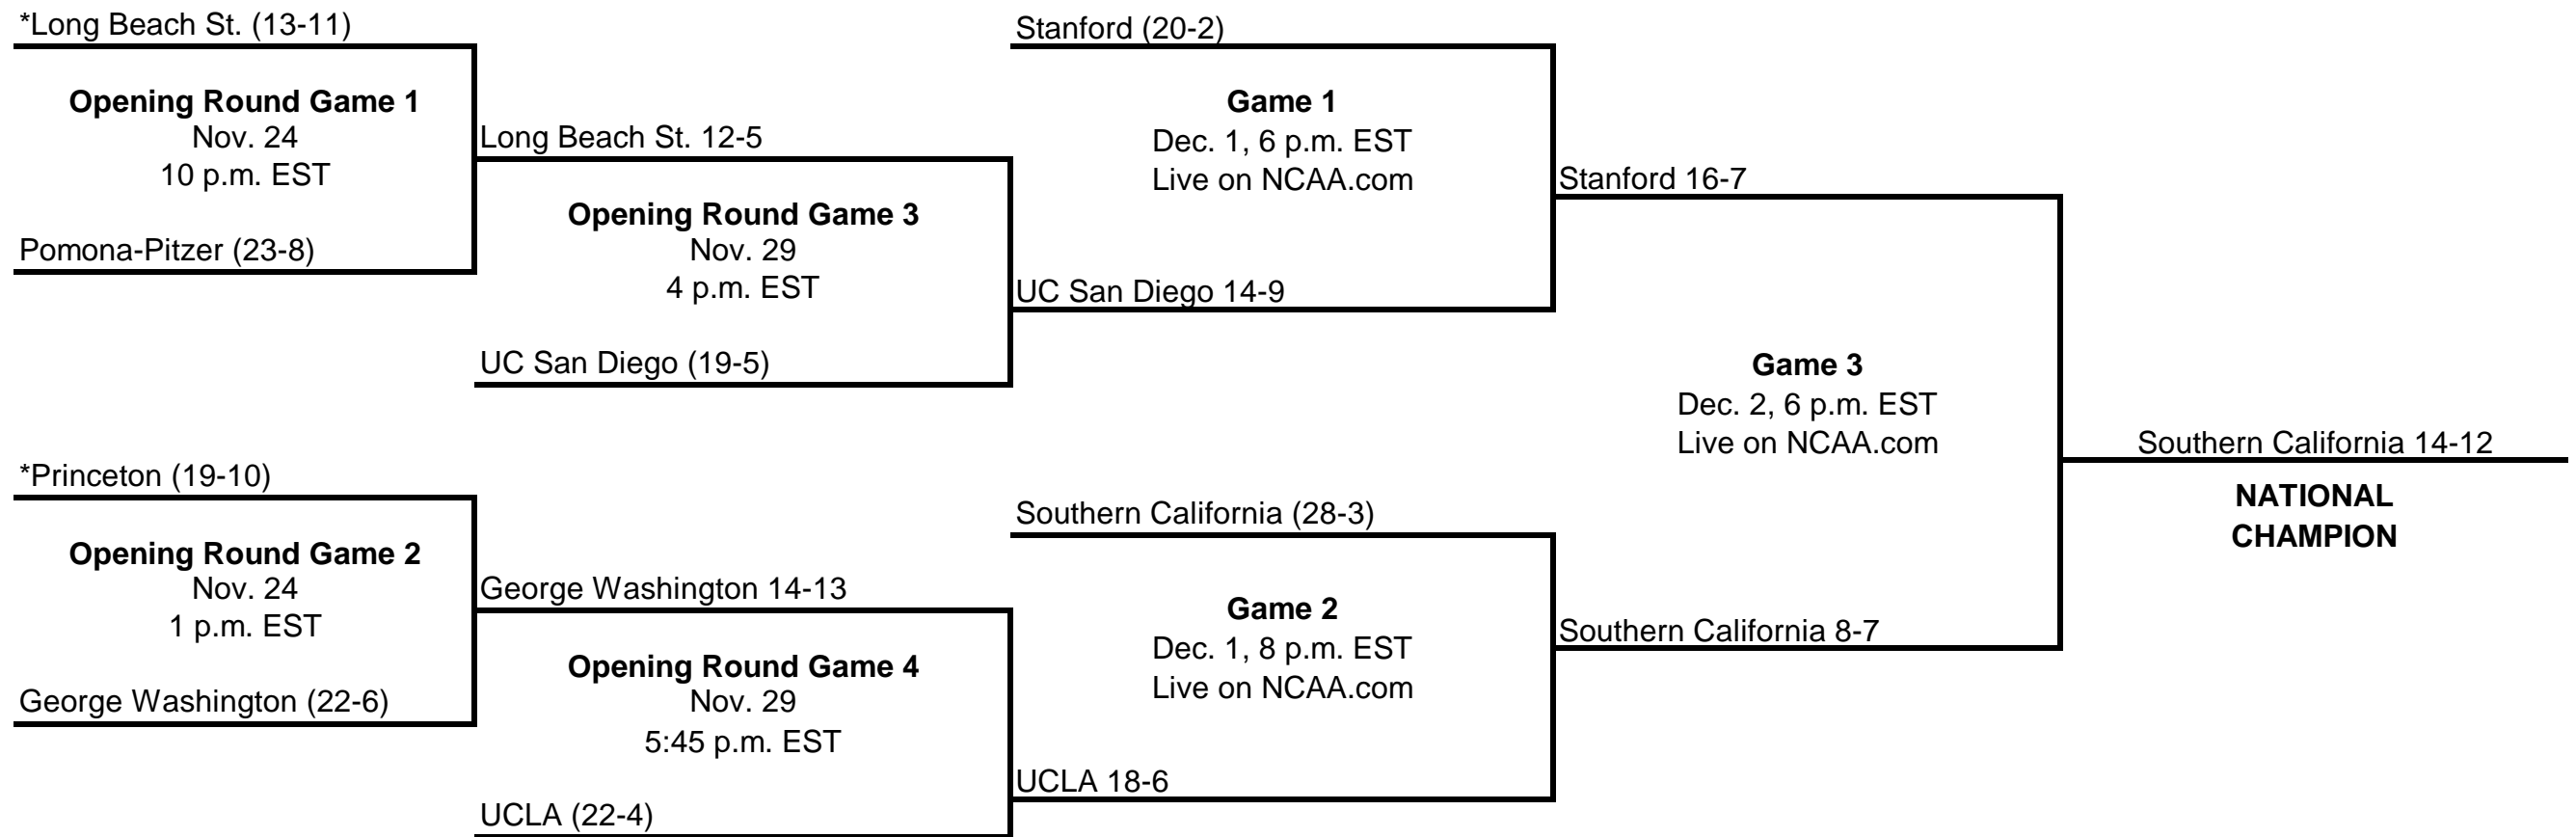 *Long Beach St. (13-11)
Opening Round Game 1
Nov. 24
10 p.m. EST
Pomona-Pitzer (23-8)
Long Beach St. 12-5
Opening Round Game 3
Nov. 29
4 p.m. EST
UC San Diego (19-5)
*Princeton (19-10)
Opening Round Game 2
Nov. 24
1 p.m. EST
George Washington (22-6)
George Washington 14-13
Opening Round Game 4
Nov. 29
5:45 p.m. EST
UCLA (22-4)
Stanford (20-2)
Game 1
Dec. 1, 6 p.m. EST
Live on NCAA.com
UC San Diego 14-9
Southern California (28-3)
Game 2
Dec. 1, 8 p.m. EST
Live on NCAA.com
UCLA 18-6
Stanford 16-7
Game 3
Dec. 2, 6 p.m. EST
Live on NCAA.com
Southern California 8-7
Southern California 14-12
NATIONAL
CHAMPION